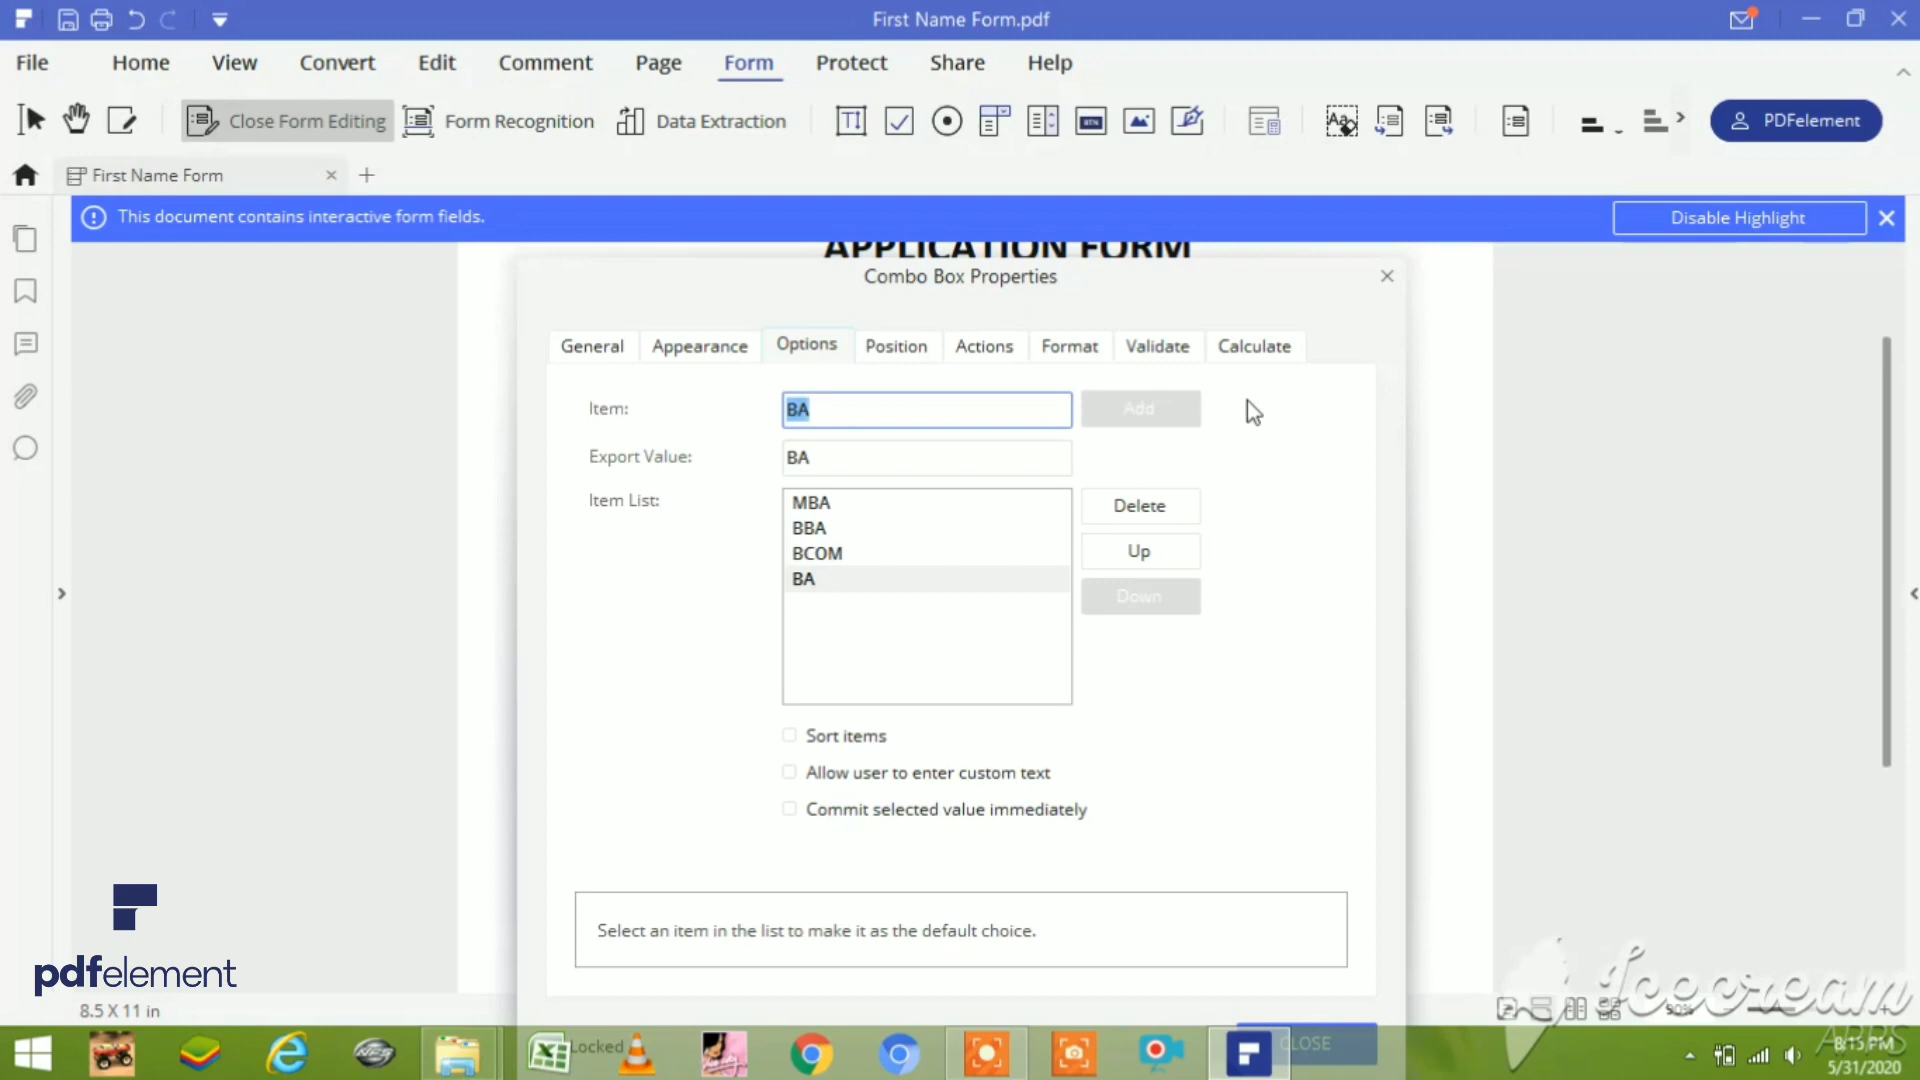 First Name Form.pdf
File Home View Convert Edit Comment Page Form Protect Share Help
Close Form Editing Form Recognition Data Extraction PDFelement
First Name Form
This document contains interactive form fields. Disable Highlight
APPLICATION FORM
Combo Box Properties
General Appearance Options Position Actions Format Validate Calculate
Item: BA Add
Export Value: BA
Item List:
MBA
BBA
BCOM
BA
Delete
Up
Down
Sort items
Allow user to enter custom text
Commit selected value immediately
Select an item in the list to make it as the default choice.
pdfelement
8.5 X 11 in
Icecream
APPS
Locked
CLOSE
8:15 PM
5/31/2020